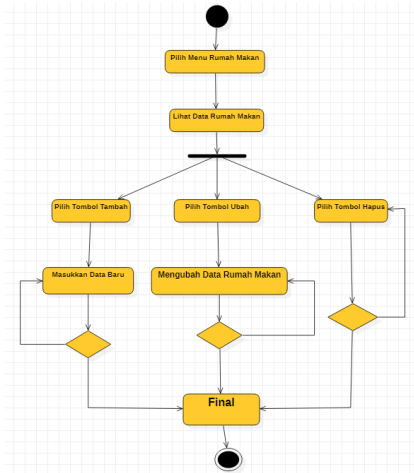 Pilih Menu Rumah Makan
Lihat Data Rumah Makan
Pilih Tombol Tambah
Pilih Tombol Ubah
Pilih Tombol Hapus
Masukkan Data Baru
Mengubah Data Rumah Makan
Final